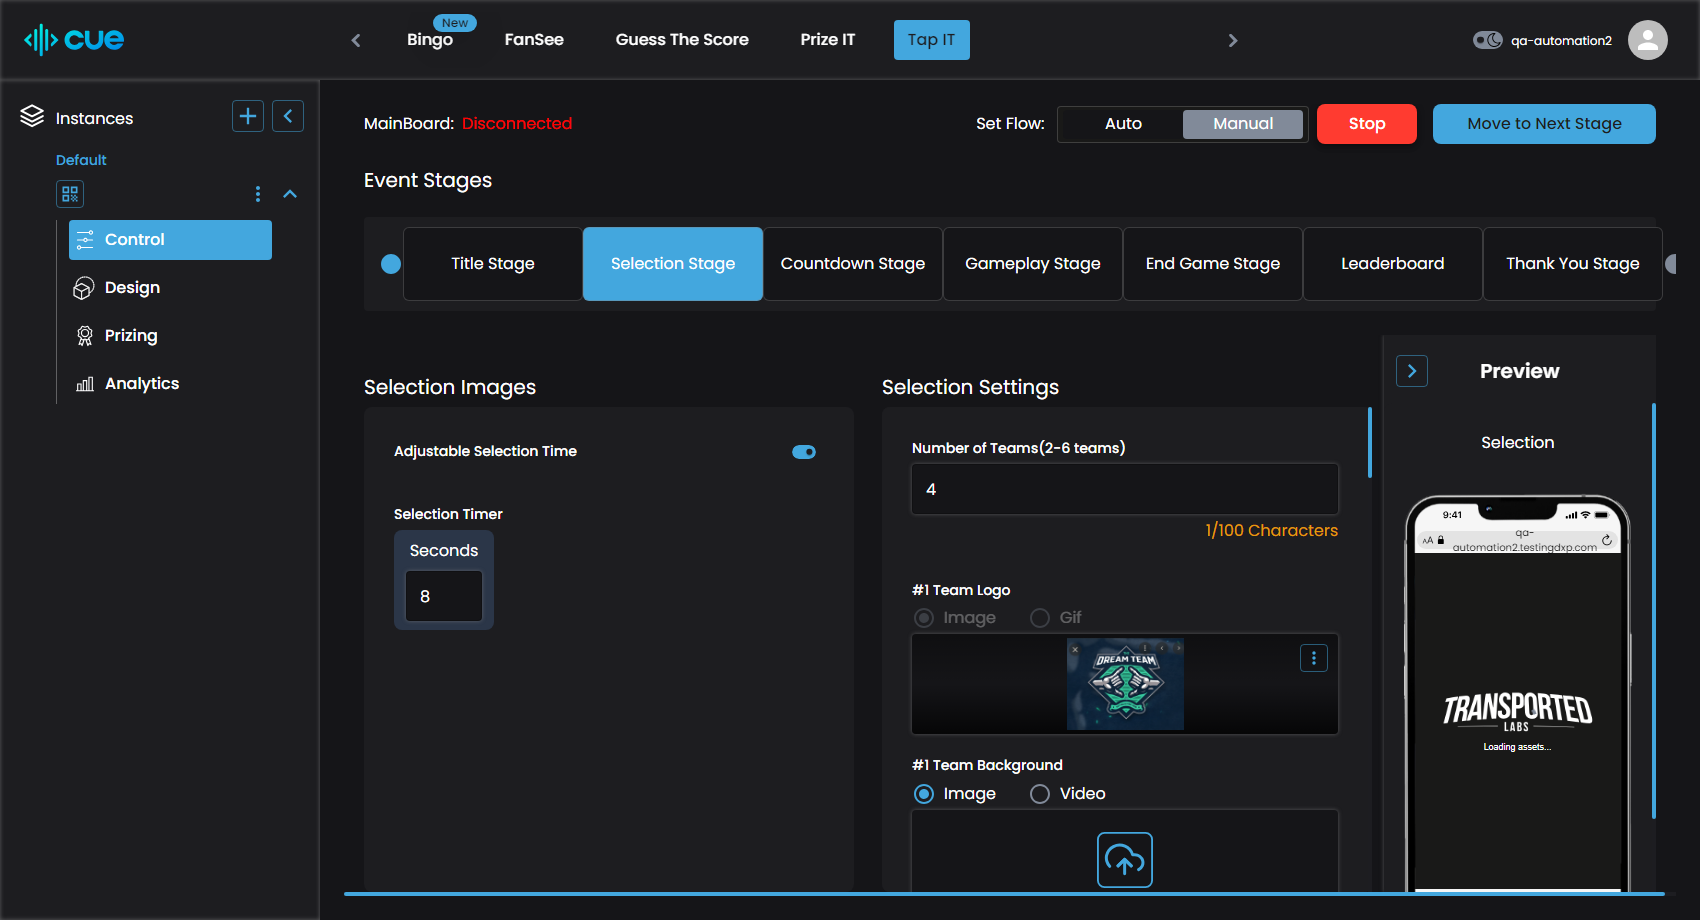 cue
New
Bingo
FanSee
Guess The Score
Prize IT
Tap IT
qa-automation2
Instances
Default
Control
Design
Prizing
Analytics
MainBoard: Disconnected
Set Flow:
Auto
Manual
Stop
Move to Next Stage
Event Stages
Title Stage
Selection Stage
Countdown Stage
Gameplay Stage
End Game Stage
Leaderboard
Thank You Stage
Selection Images
Adjustable Selection Time
Selection Timer
Seconds
8
Selection Settings
Number of Teams(2-6 teams)
4
1/100 Characters
#1 Team Logo
Image
Gif
DREAM TEAM
#1 Team Background
Image
Video
Preview
Selection
9:41
AA
qa-
automation2.testingdxp.com
TRANSPORTED
LABS
Loading assets...